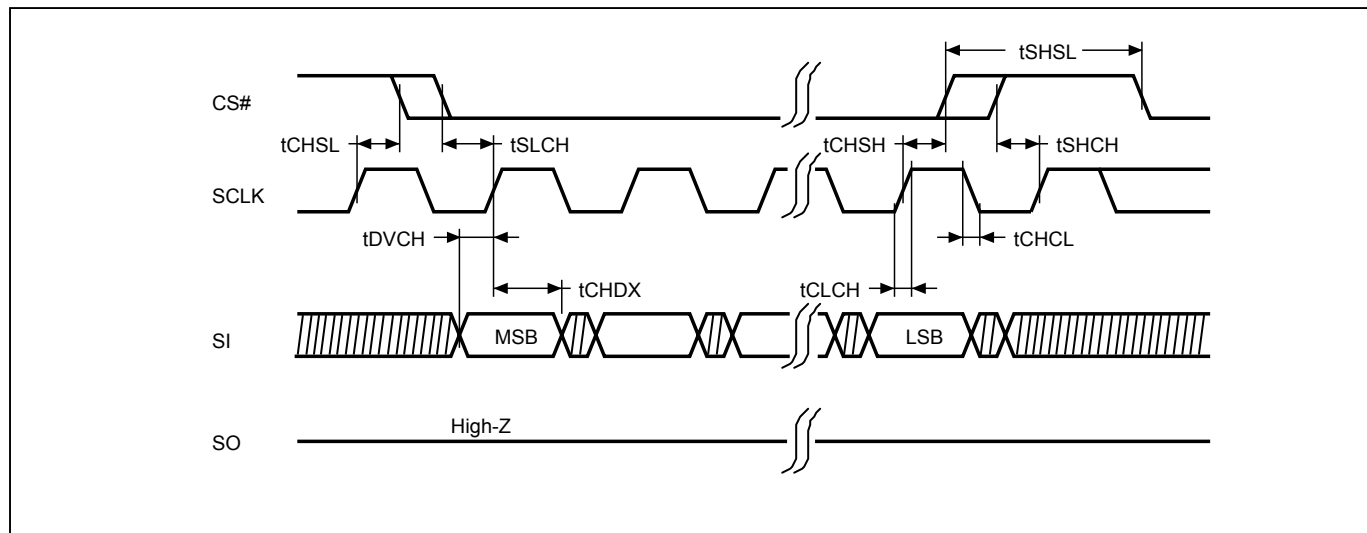 tSHSL
CS#
tCHSL
tSLCH
tCHSH
tSHCH
SCLK
tDVCH
tCHCL
tCHDX
tCLCH
SI
MSB
LSB
High-Z
SO